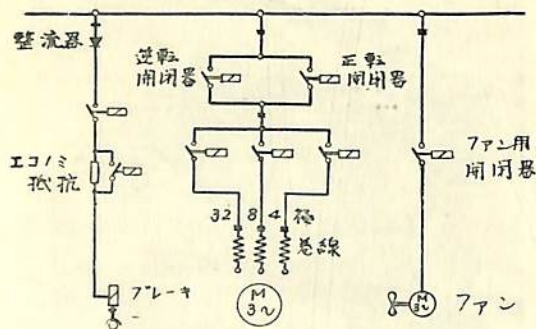 整流器
逆転
開閉器
正転
開閉器
エコノミ
抵抗
ファン用
開閉器
32 8 4 極
巻線
ブレーキ
M
3~
M
3~
ファン